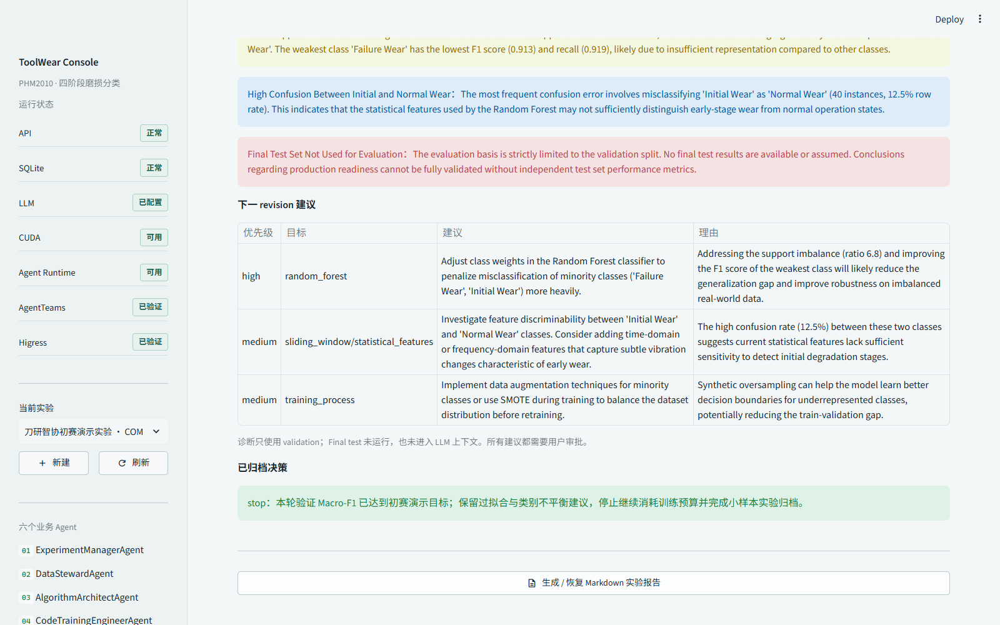 Deploy
ToolWear Console
PHM2010 · 四阶段磨损分类
运行状态
API 正常
SQLite 正常
LLM 已配置
CUDA 可用
Agent Runtime 可用
AgentTeams 已验证
Higress 已验证
当前实验
刀研智协初赛演示实验 · COM
新建
刷新
六个业务 Agent
01 ExperimentManagerAgent
02 DataStewardAgent
03 AlgorithmArchitectAgent
04 CodeTrainingEngineerAgent
Wear'. The weakest class 'Failure Wear' has the lowest F1 score (0.913) and recall (0.919), likely due to insufficient representation compared to other classes.
High Confusion Between Initial and Normal Wear：The most frequent confusion error involves misclassifying 'Initial Wear' as 'Normal Wear' (40 instances, 12.5% row
rate). This indicates that the statistical features used by the Random Forest may not sufficiently distinguish early-stage wear from normal operation states.
Final Test Set Not Used for Evaluation：The evaluation basis is strictly limited to the validation split. No final test results are available or assumed. Conclusions
regarding production readiness cannot be fully validated without independent test set performance metrics.
下一 revision 建议
优先级 目标 建议 理由
high
random_forest
Adjust class weights in the Random Forest classifier to
penalize misclassification of minority classes ('Failure
Wear', 'Initial Wear') more heavily.
Addressing the support imbalance (ratio 6.8) and improving
the F1 score of the weakest class will likely reduce the
generalization gap and improve robustness on imbalanced
real-world data.
medium
sliding_window/statistical_features
Investigate feature discriminability between 'Initial Wear'
and 'Normal Wear' classes. Consider adding time-domain
or frequency-domain features that capture subtle vibration
changes characteristic of early wear.
The high confusion rate (12.5%) between these two classes
suggests current statistical features lack sufficient
sensitivity to detect initial degradation stages.
medium
training_process
Implement data augmentation techniques for minority
classes or use SMOTE during training to balance the dataset
distribution before retraining.
Synthetic oversampling can help the model learn better
decision boundaries for underrepresented classes,
potentially reducing the train-validation gap.
诊断只使用 validation；Final test 未运行，也未进入 LLM 上下文。所有建议都需要用户审批。
已归档决策
stop：本轮验证 Macro-F1 已达到初赛演示目标；保留过拟合与类别不平衡建议，停止继续消耗训练预算并完成小样本实验归档。
生成 / 恢复 Markdown 实验报告